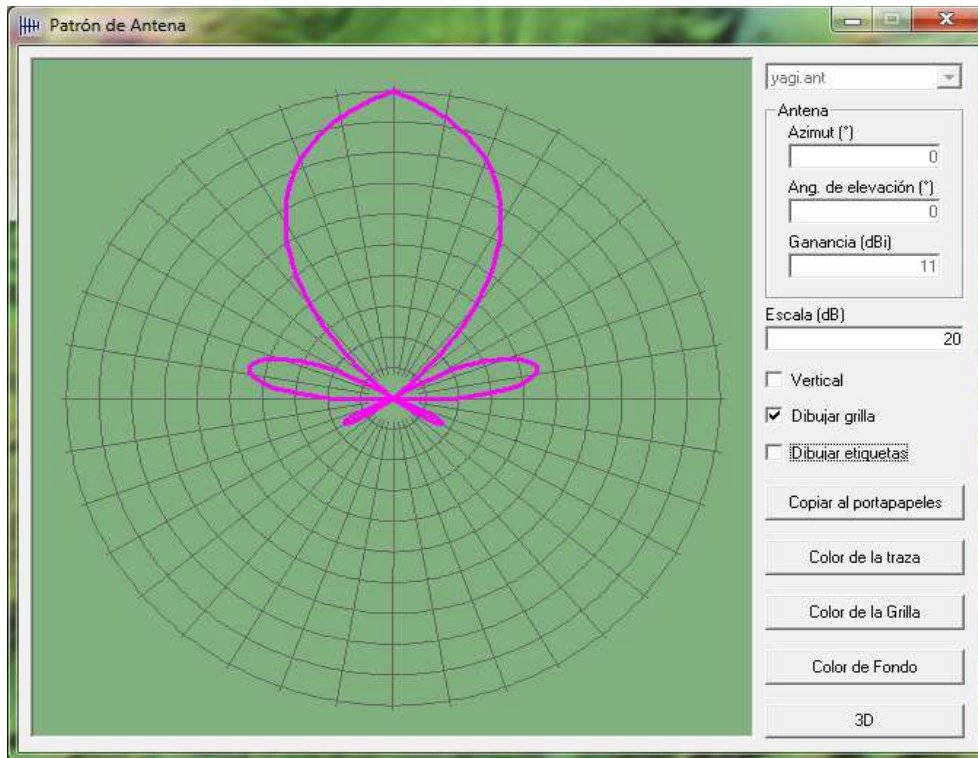 Patrón de Antena
yagi.ant
Antena
Azimut (°)
0
Ang. de elevación (°)
0
Ganancia (dBi)
11
Escala (dB)
20
Vertical
Dibujar grilla
Dibujar etiquetas
Copiar al portapapeles
Color de la traza
Color de la Grilla
Color de Fondo
3D